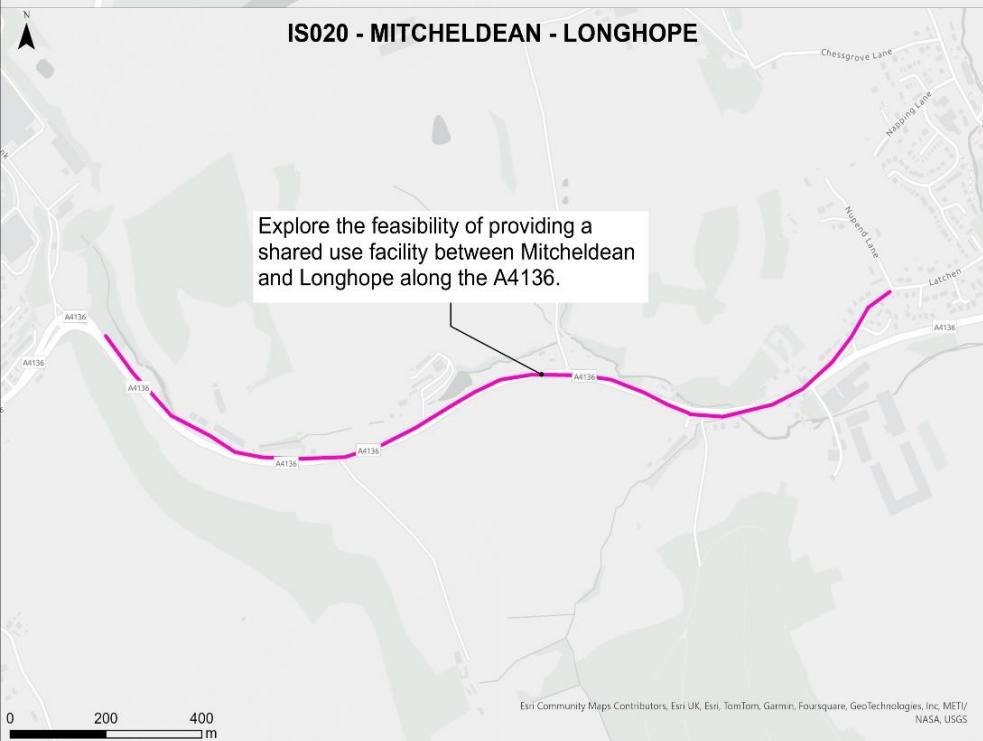 N
IS020 - MITCHELDEAN - LONGHOPE
Chessgrove Lane
Napping Lane
Explore the feasibility of providing a
shared use facility between Mitcheldean
and Longhope along the A4136.
Nupend Lane
Latchen
A4136
A4136
A4136
A4136
A4136
A4136
A4136
0 200 400
m
Esri Community Maps Contributors, Esri UK, Esri, TomTom, Garmin, Foursquare, GeoTechnologies, Inc, METI/
NASA, USGS